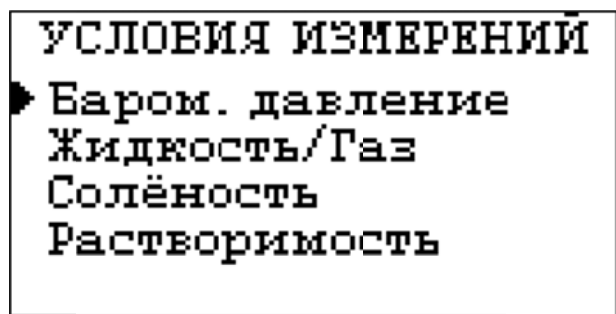 УСЛОВИЯ ИЗМЕРЕНИЙ
Баром. давление
Жидкость/Газ
Солёность
Растворимость